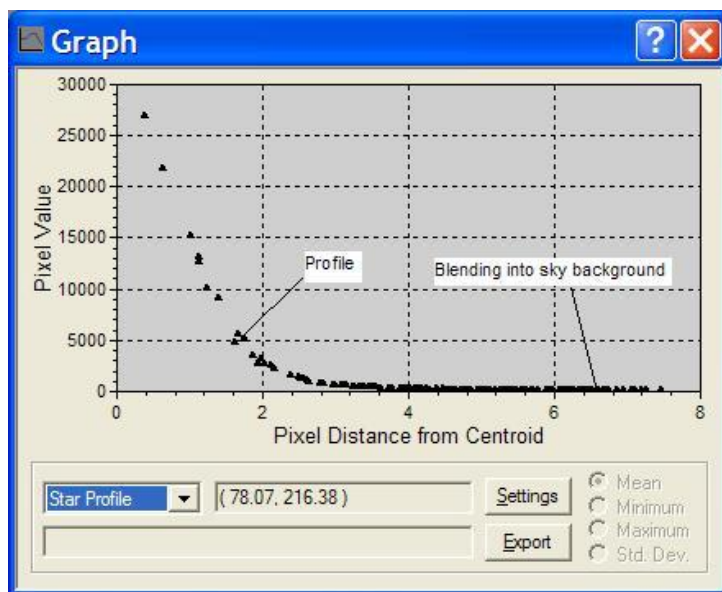 Graph
30000
25000
20000
15000
10000
5000
0
Pixel Value
Profile
Blending into sky background
0 2 4 6 8
Pixel Distance from Centroid
Star Profile
( 78.07, 216.38 )
Settings
Export
Mean
Minimum
Maximum
Std. Dev.